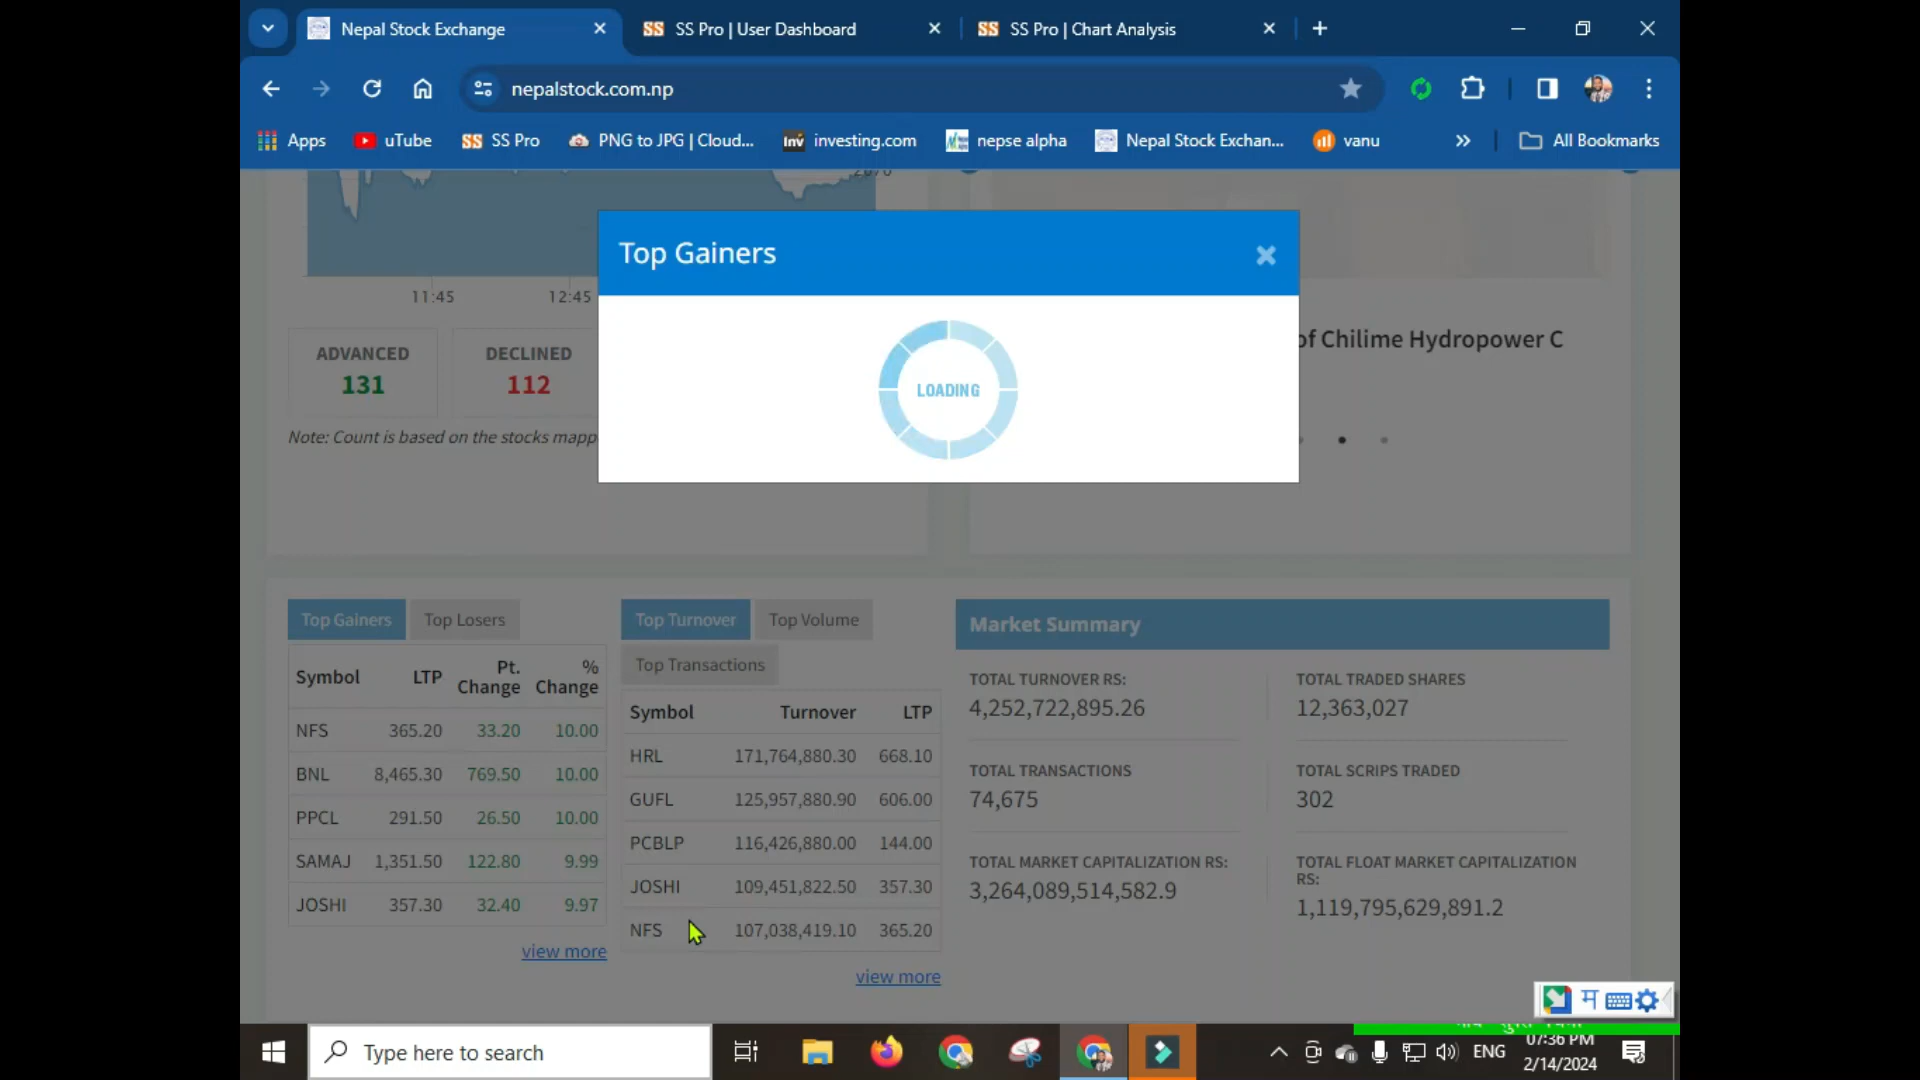 Nepal Stock Exchange
SS SS Pro | User Dashboard
SS SS Pro | Chart Analysis
nepalstock.com.np
Apps
uTube
SS SS Pro
PNG to JPG | Cloud...
Inv investing.com
nepse alpha
Nepal Stock Exchan...
vanu
All Bookmarks
Top Gainers
LOADING
11:45
12:45
ADVANCED
131
DECLINED
112
Note: Count is based on the stocks mapp
of Chilime Hydropower C
Top Gainers Top Losers
Symbol LTP Pt. Change % Change
NFS 365.20 33.20 10.00
BNL 8,465.30 769.50 10.00
PPCL 291.50 26.50 10.00
SAMAJ 1,351.50 122.80 9.99
JOSHI 357.30 32.40 9.97
view more
Top Turnover Top Volume
Top Transactions
Symbol Turnover LTP
HRL 171,764,880.30 668.10
GUFL 125,957,880.90 606.00
PCBLP 116,426,880.00 144.00
JOSHI 109,451,822.50 357.30
NFS 107,038,419.10 365.20
view more
Market Summary
TOTAL TURNOVER RS:
4,252,722,895.26
TOTAL TRADED SHARES
12,363,027
TOTAL TRANSACTIONS
74,675
TOTAL SCRIPS TRADED
302
TOTAL MARKET CAPITALIZATION RS:
3,264,089,514,582.9
TOTAL FLOAT MARKET CAPITALIZATION
RS:
1,119,795,629,891.2
म
Type here to search
ENG
07:36 PM
2/14/2024